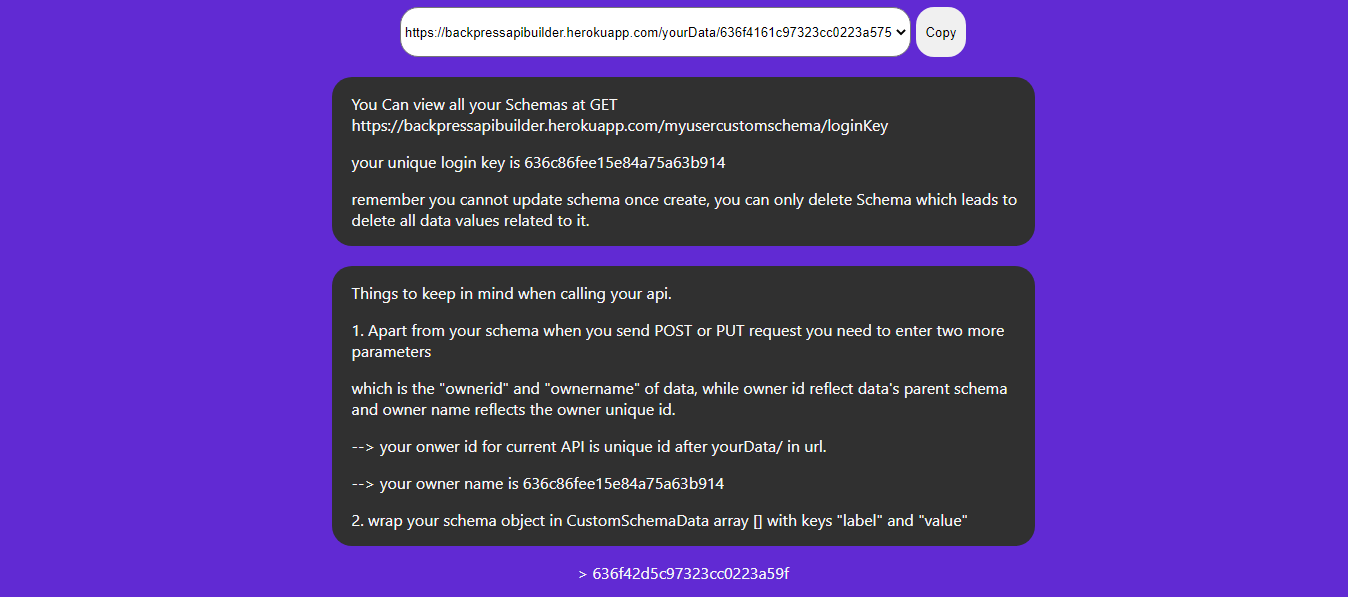 https://backpressapibuilder.herokuapp.com/yourData/636f4161c97323cc0223a575
Copy
You Can view all your Schemas at GET
https://backpressapibuilder.herokuapp.com/myusercustomschema/loginKey
your unique login key is 636c86fee15e84a75a63b914
remember you cannot update schema once create, you can only delete Schema which leads to
delete all data values related to it.
Things to keep in mind when calling your api.
1. Apart from your schema when you send POST or PUT request you need to enter two more
parameters
which is the "ownerid" and "ownername" of data, while owner id reflect data's parent schema
and owner name reflects the owner unique id.
--> your onwer id for current API is unique id after yourData/ in url.
--> your owner name is 636c86fee15e84a75a63b914
2. wrap your schema object in CustomSchemaData array [] with keys "label" and "value"
> 636f42d5c97323cc0223a59f